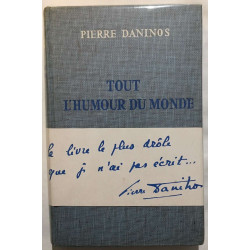 PIERRE DANINOS
TOUT
L'HUMOUR DU MONDE
le livre le plus drôle
que je n'ai pas écrit...
Pierre Daninos